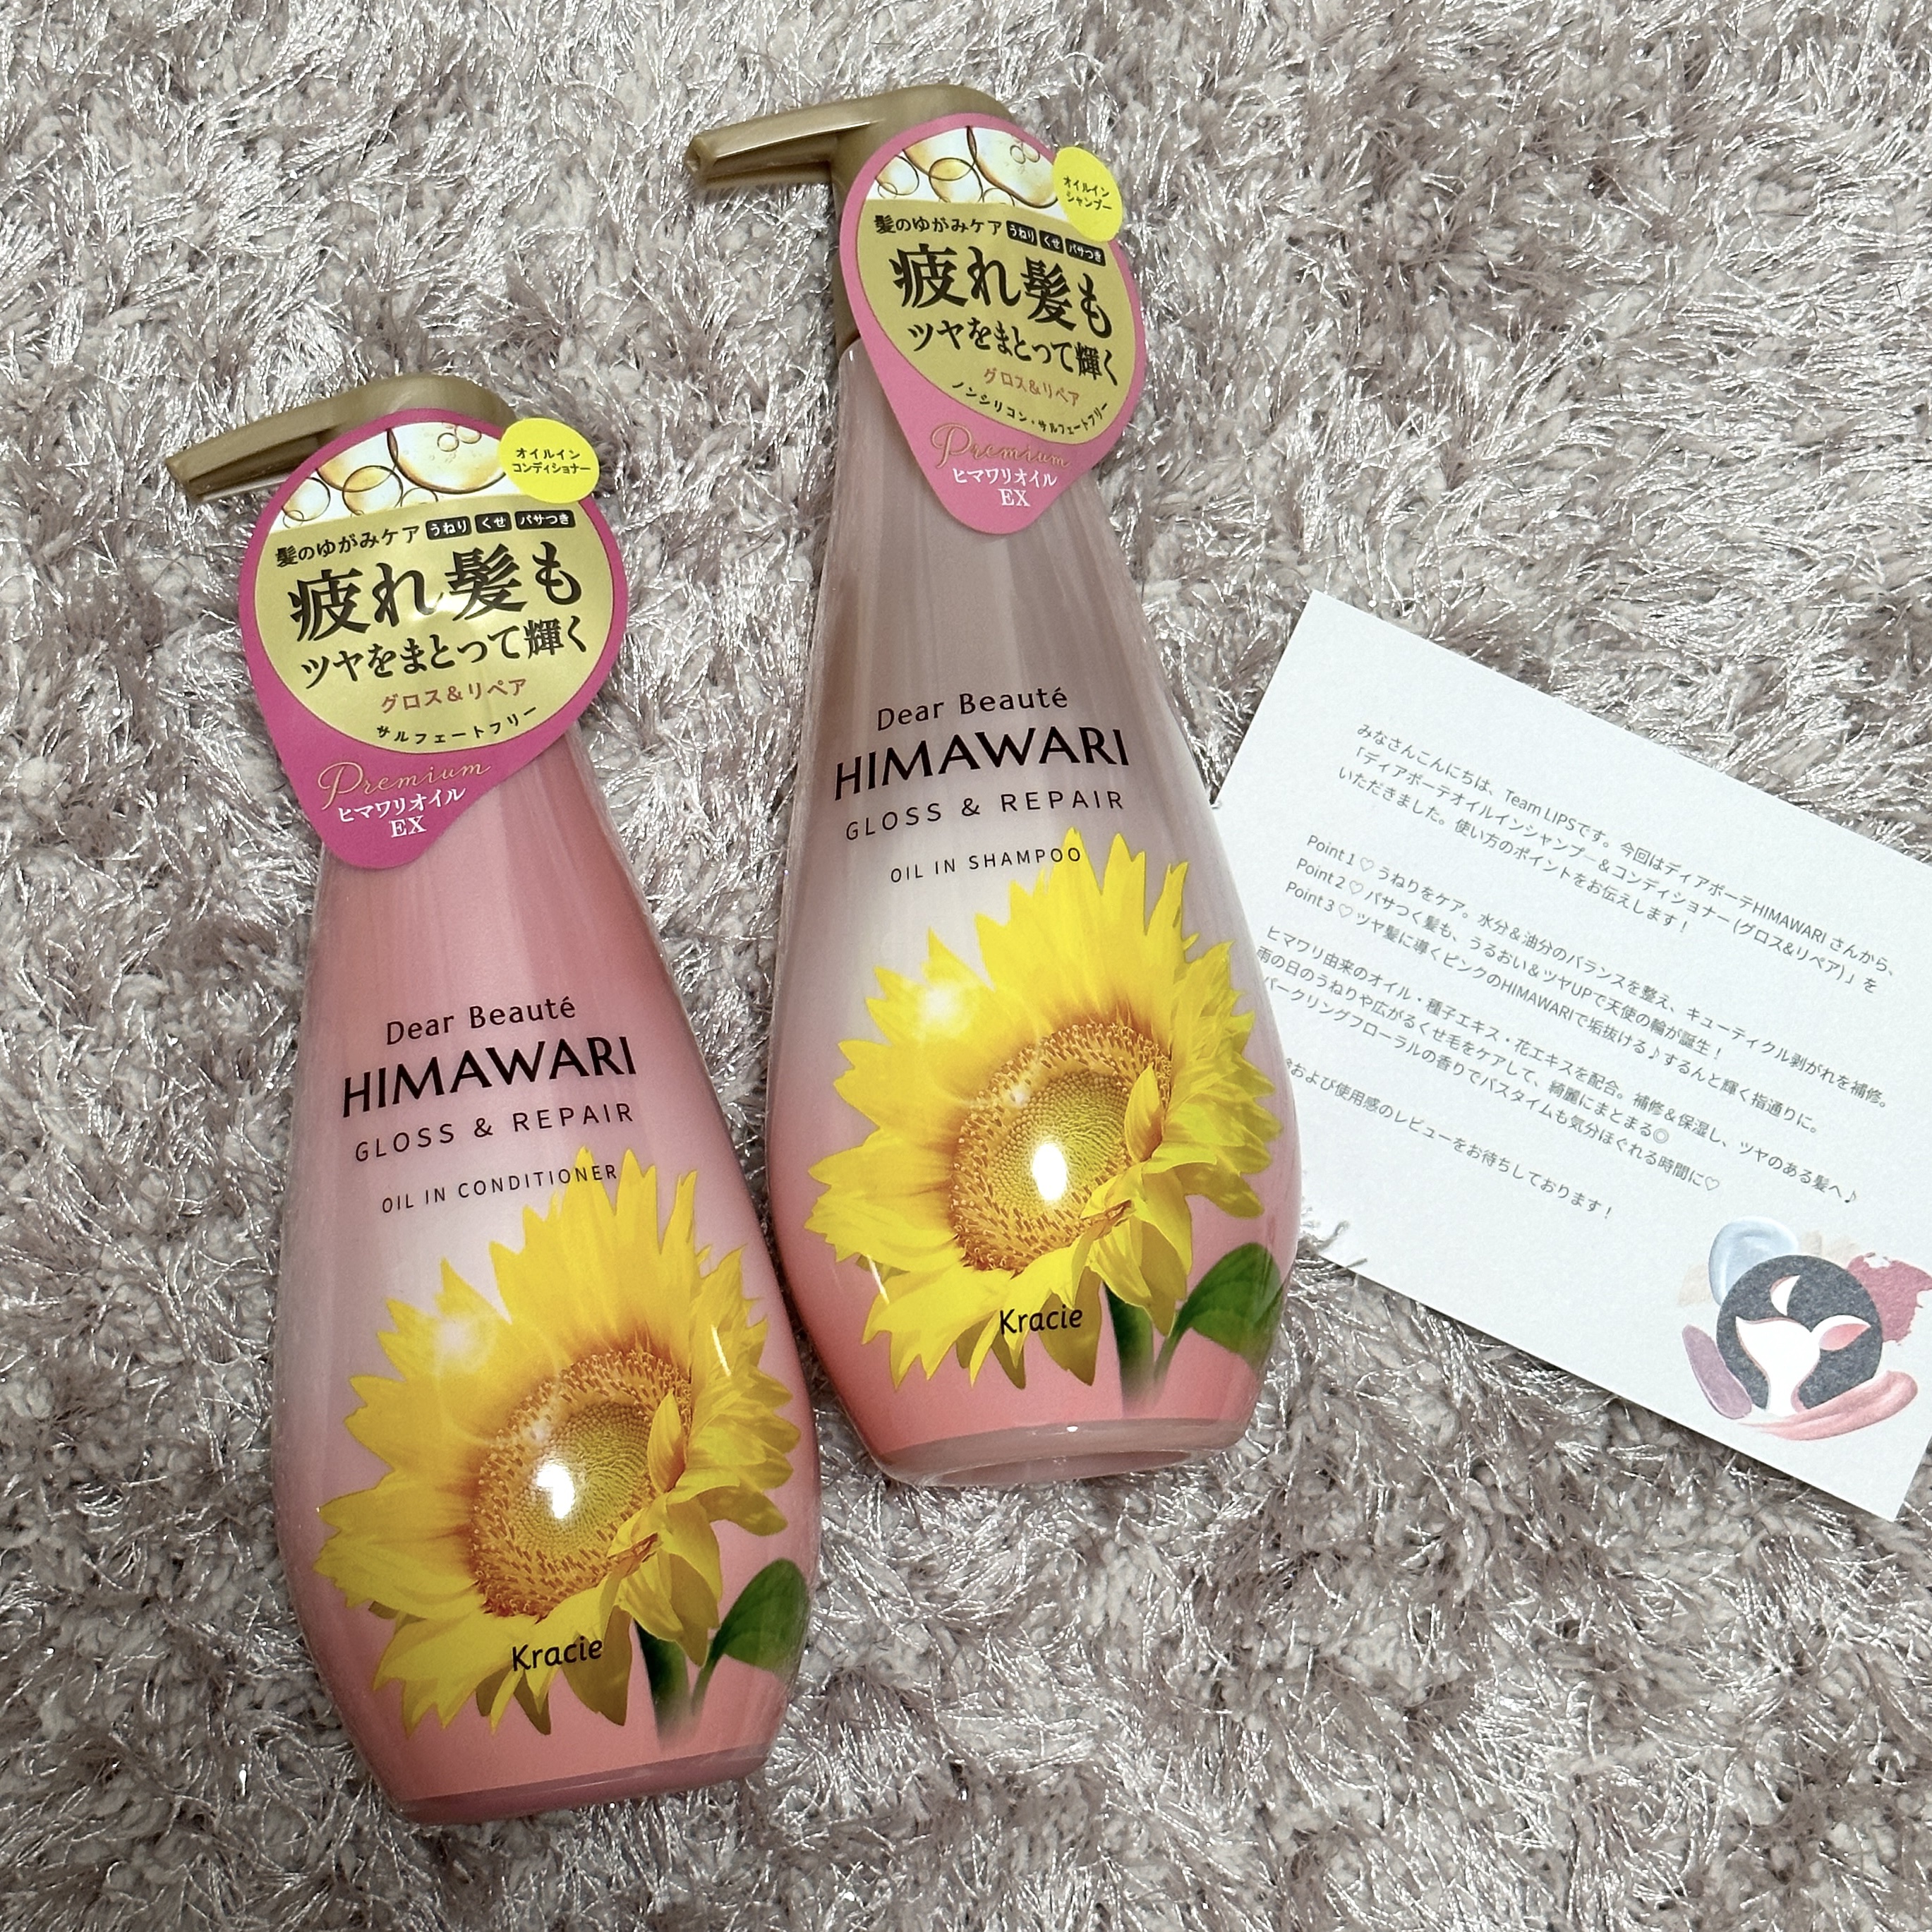 オイルイン
コンディショナー
髪のゆがみケア うねり くせ パサつき
疲れ髪も
ツヤをまとって輝く
グロス&リペア
サルフェートフリー
Premium
ヒマワリオイル
EX
Dear Beauté
HIMAWARI
GLOSS & REPAIR
OIL IN CONDITIONER
Kracie
オイルイン
シャンプー
髪のゆがみケア うねり くせ パサつき
疲れ髪も
ツヤをまとって輝く
グロス&リペア
ノンシリコン・サルフェートフリー
Premium
ヒマワリオイル
EX
Dear Beauté
HIMAWARI
GLOSS & REPAIR
OIL IN SHAMPOO
Kracie
みなさんこんにちは、Team LIPSです。今回はディアボーテHIMAWARI さんから、
「ディアボーテオイルインシャンプー＆コンディショナー (グロス&リペア)」を
いただきました。使い方のポイントをお伝えします！
Point 1 ♡ うねりをケア。水分＆油分のバランスを整え、キューティクル剥がれを補修。
Point 2 ♡ パサつく髪も、うるおい＆ツヤUPで天使の輪が誕生！
Point 3 ♡ ツヤ髪に導くピンクのHIMAWARIで垢抜ける♪するんと輝く指通りに。
ヒマワリ由来のオイル・種子エキス・花エキスを配合。補修＆保湿し、ツヤのある髪へ♪
雨の日のうねりや広がるくせ毛をケアして、綺麗にまとまる◎
パークリングフローラルの香りでバスタイムも気分ほぐれる時間に♡
および使用感のレビューをお待ちしております！